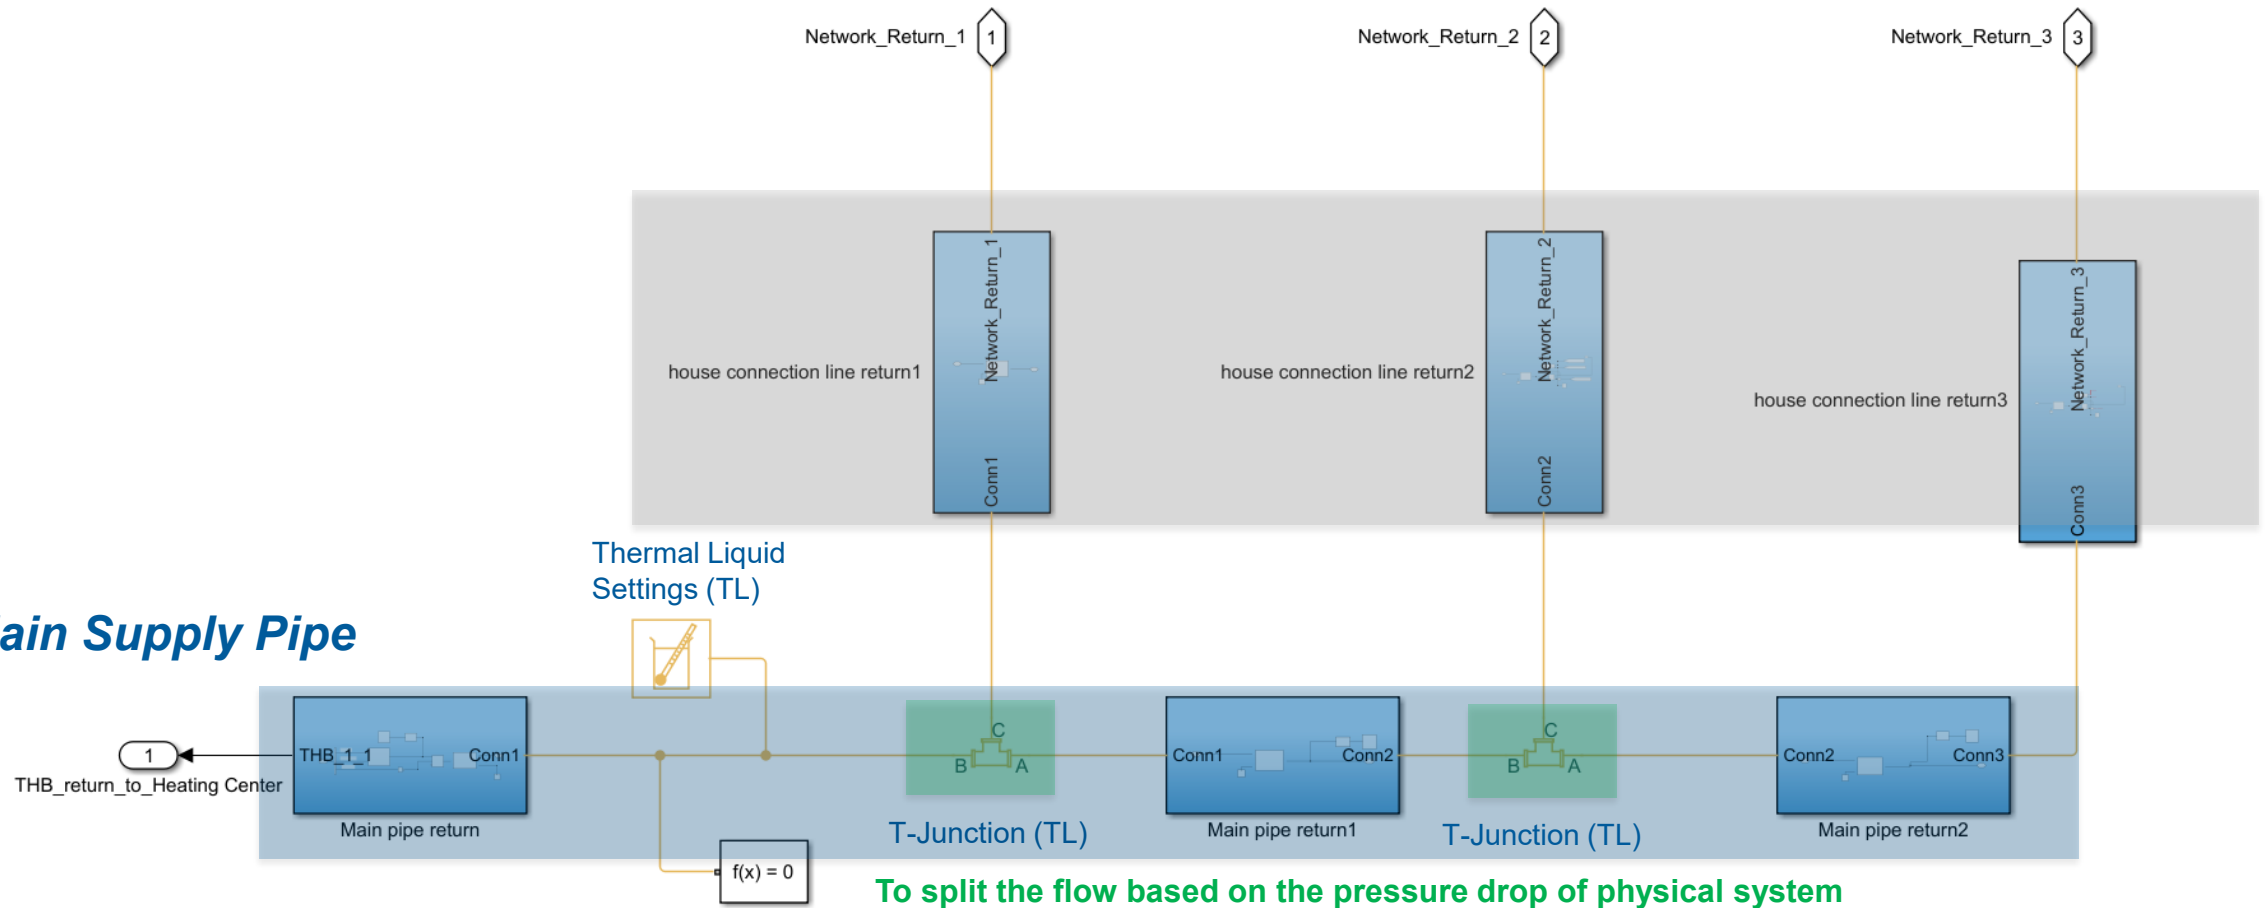 Network_Return_1 1
Network_Return_2 2
Network_Return_3 3
Network_Return_1
Network_Return_2
Network_Return_3
house connection line return1
house connection line return2
house connection line return3
Conn1
Conn2
Conn3
Thermal Liquid
Settings (TL)
ain Supply Pipe
1
THB_return_to_Heating Center
THB_1_1
Conn1
Main pipe return
C
B
A
T-Junction (TL)
Conn1
Conn2
Main pipe return1
C
B
A
T-Junction (TL)
Conn2
Conn3
Main pipe return2
f(x) = 0
To split the flow based on the pressure drop of physical system